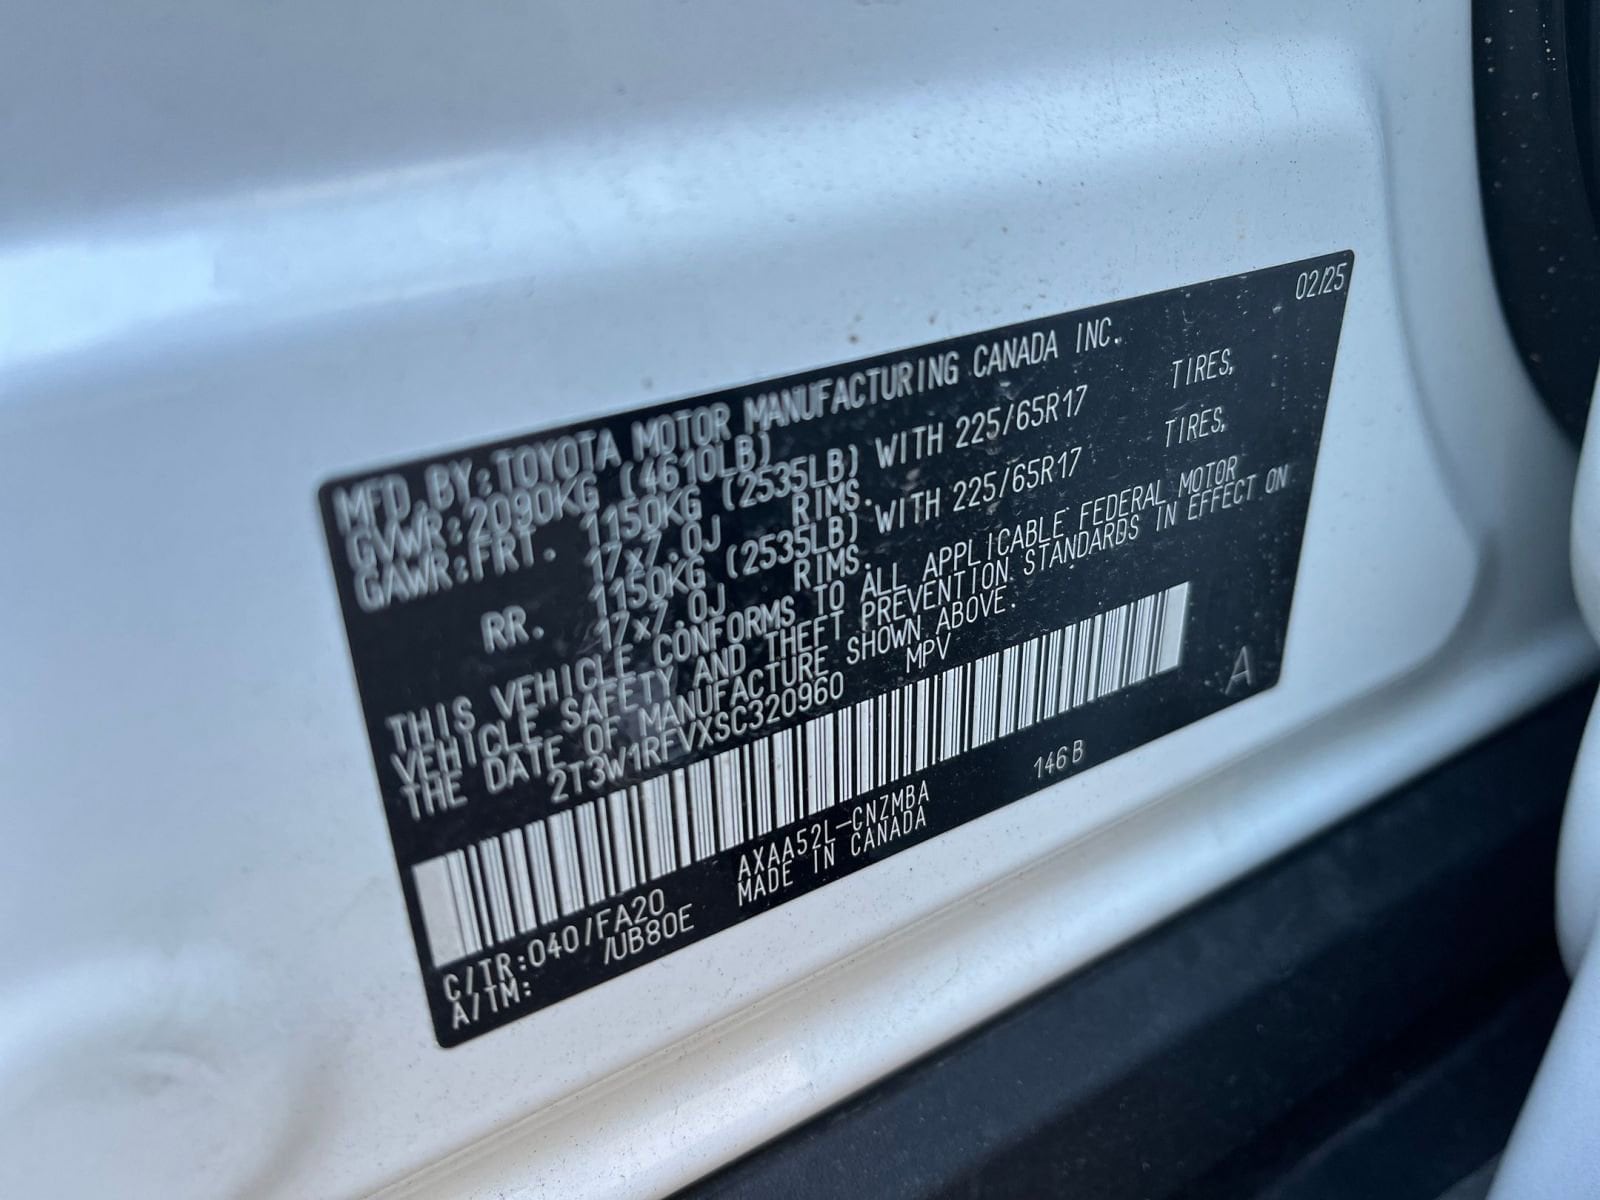 02/25
MFD. BY: TOYOTA MOTOR MANUFACTURING CANADA INC.
GVWR: 2090KG (4610LB)
GAWR: FRT. 1150KG (2535LB) WITH 225/65R17 TIRES,
17x7.0J RIMS.
RR. 1150KG (2535LB) WITH 225/65R17 TIRES,
17x7.0J RIMS.
THIS VEHICLE CONFORMS TO ALL APPLICABLE FEDERAL MOTOR
VEHICLE SAFETY AND THEFT PREVENTION STANDARDS IN EFFECT ON
THE DATE OF MANUFACTURE SHOWN ABOVE.
2T3W1RFVXSC320960 MPV
A
C/TR: 040/FA20 AXAA52L-CNZMBA 146B
A/TM: /UB80E MADE IN CANADA